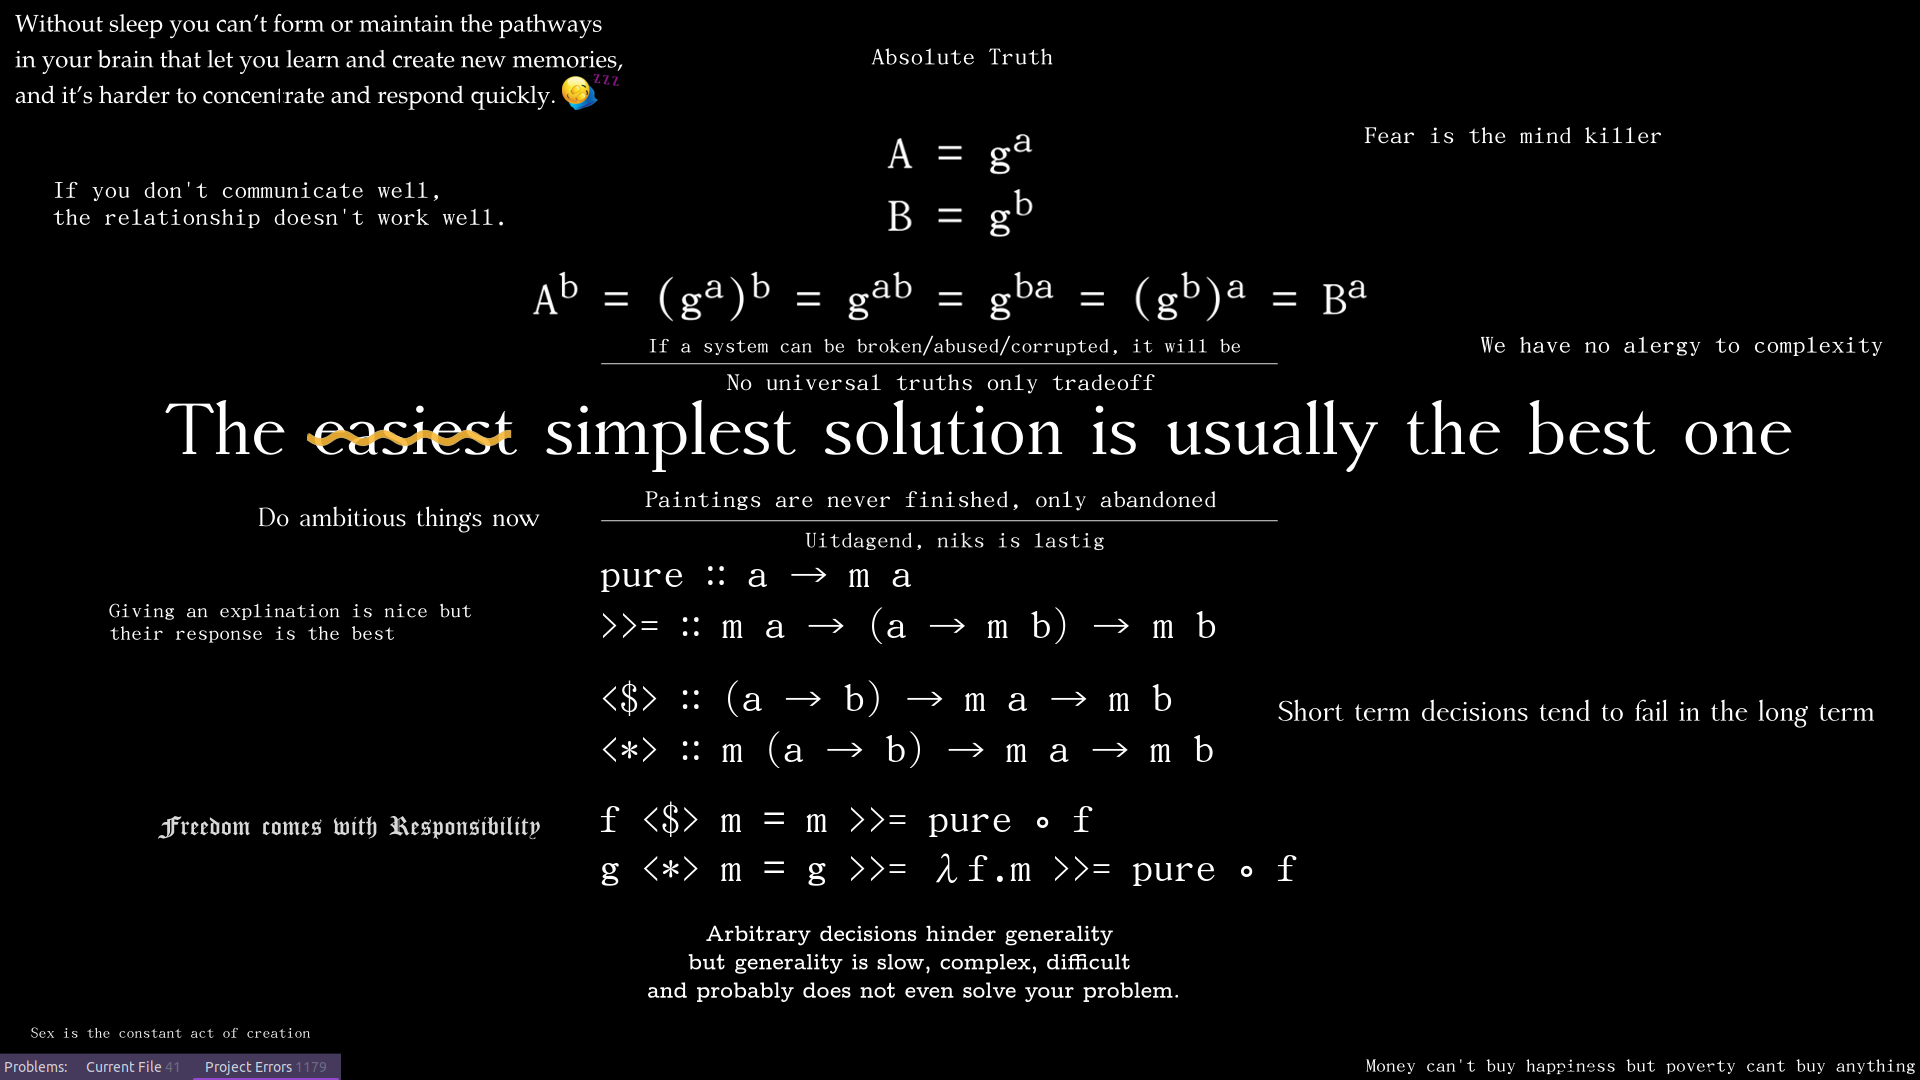 Without sleep you can’t form or maintain the pathways
in your brain that let you learn and create new memories,
and it’s harder to concentrate and respond quickly. 
zzz
Absolute Truth
Fear is the mind killer
A = gᵃ
B = gᵇ
If you don't communicate well,
the relationship doesn't work well.
Aᵇ = (gᵃ)ᵇ = gᵃᵇ = gᵇᵃ = (gᵇ)ᵃ = Bᵃ
If a system can be broken/abused/corrupted, it will be
We have no alergy to complexity
No universal truths only tradeoff
The easiest simplest solution is usually the best one
Paintings are never finished, only abandoned
Do ambitious things now
Uitdagend, niks is lastig
pure :: a → m a
>>= :: m a → (a → m b) → m b
Giving an explination is nice but
their response is the best
<$> :: (a → b) → m a → m b
<*> :: m (a → b) → m a → m b
Short term decisions tend to fail in the long term
f <$> m = m >>= pure ∘ f
g <*> m = g >>= λf.m >>= pure ∘ f
Freedom comes with Responsibility
Arbitrary decisions hinder generality
but generality is slow, complex, difficult
and probably does not even solve your problem.
Sex is the constant act of creation
Problems: Current File 41 Project Errors 1179
Money can't buy happiness but poverty cant buy anything